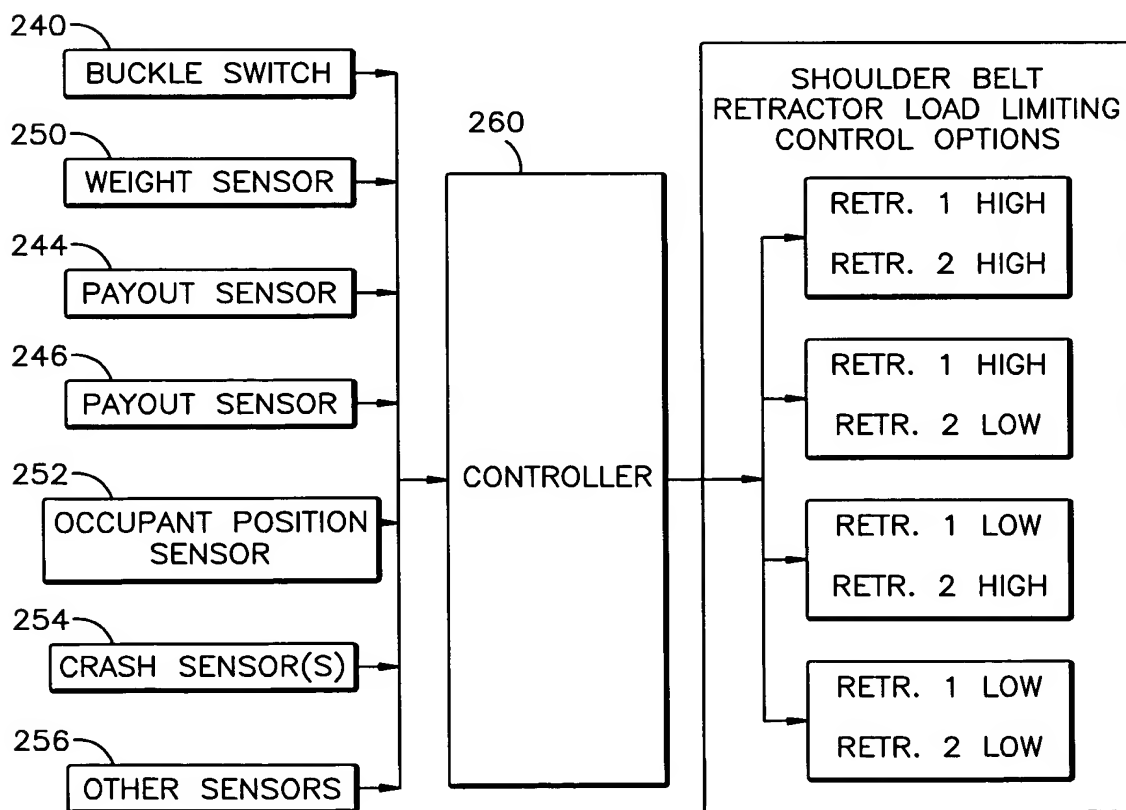 240
BUCKLE SWITCH
250
WEIGHT SENSOR
244
PAYOUT SENSOR
246
PAYOUT SENSOR
252
OCCUPANT POSITION
SENSOR
254
CRASH SENSOR(S)
256
OTHER SENSORS
260
CONTROLLER
SHOULDER BELT
RETRACTOR LOAD LIMITING
CONTROL OPTIONS
RETR. 1 HIGH
RETR. 2 HIGH
RETR. 1 HIGH
RETR. 2 LOW
RETR. 1 LOW
RETR. 2 HIGH
RETR. 1 LOW
RETR. 2 LOW